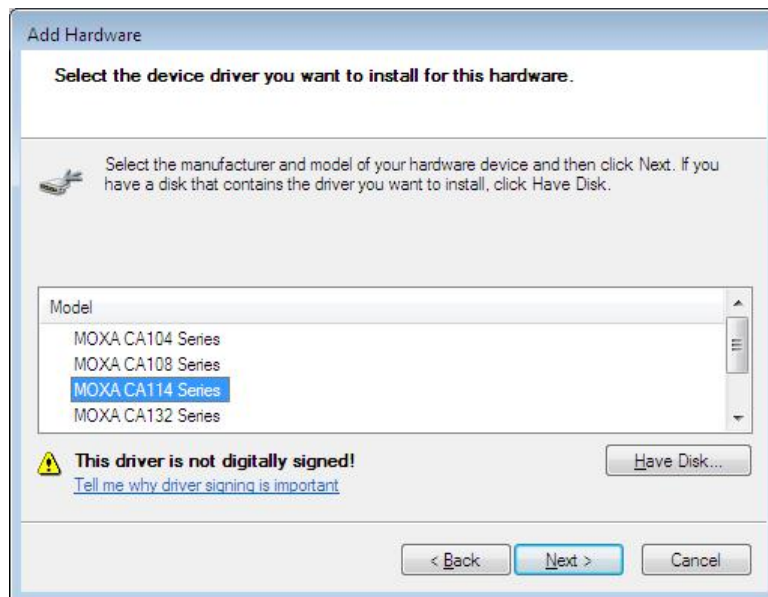 Add Hardware
Select the device driver you want to install for this hardware.
Select the manufacturer and model of your hardware device and then click Next. If you
have a disk that contains the driver you want to install, click Have Disk.
Model
MOXA CA104 Series
MOXA CA108 Series
MOXA CA114 Series
MOXA CA132 Series
This driver is not digitally signed!
Have Disk...
Tell me why driver signing is important
< Back
Next >
Cancel